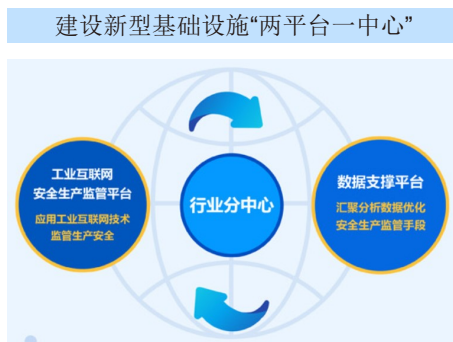 建设新型基础设施“两平台一中心”
工业互联网
安全生产监管平台
应用工业互联网技术
监管生产安全
行业分中心
数据支撑平台
汇聚分析数据优化
安全生产监管手段